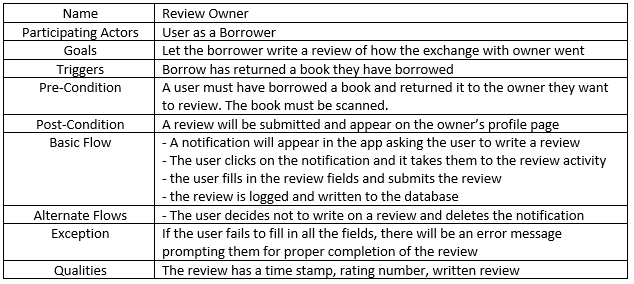 Name Review Owner
Participating Actors User as a Borrower
Goals Let the borrower write a review of how the exchange with owner went
Triggers Borrow has returned a book they have borrowed
Pre-Condition A user must have borrowed a book and returned it to the owner they want
to review. The book must be scanned.
Post-Condition A review will be submitted and appear on the owner's profile page
Basic Flow - A notification will appear in the app asking the user to write a review
- The user clicks on the notification and it takes them to the review activity
- the user fills in the review fields and submits the review
- the review is logged and written to the database
Alternate Flows - The user decides not to write on a review and deletes the notification
Exception If the user fails to fill in all the fields, there will be an error message
prompting them for proper completion of the review
Qualities The review has a time stamp, rating number, written review